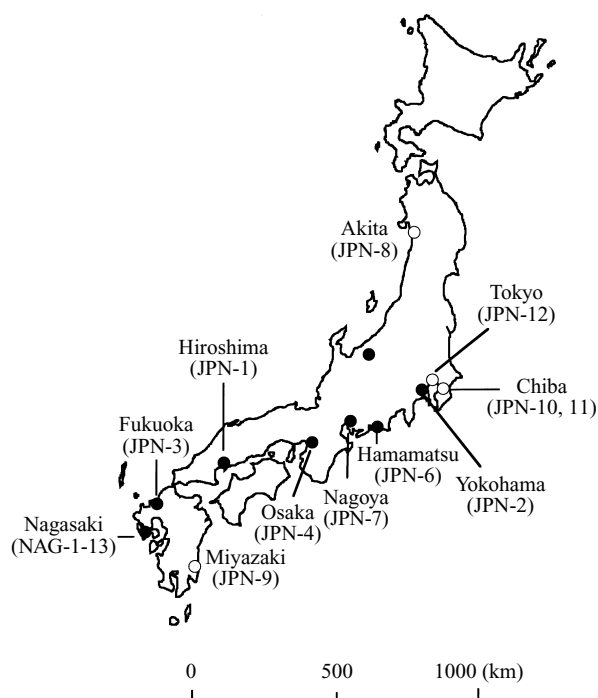 Akita
(JPN-8)
Tokyo
(JPN-12)
Hiroshima
(JPN-1)
Chiba
(JPN-10, 11)
Fukuoka
(JPN-3)
Hamamatsu
(JPN-6)
Yokohama
(JPN-2)
Nagoya
(JPN-7)
Osaka
(JPN-4)
Nagasaki
(NAG-1-13)
Miyazaki
(JPN-9)
0 500 1000 (km)